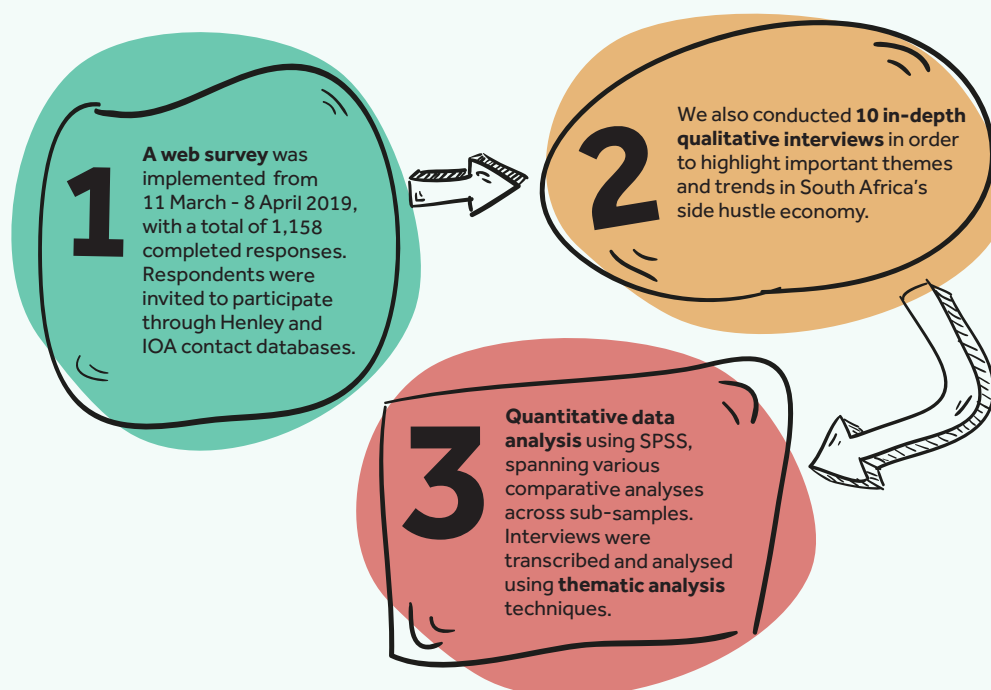 1
A web survey was
implemented from
11 March - 8 April 2019,
with a total of 1,158
completed responses.
Respondents were
invited to participate
through Henley and
IOA contact databases.
2
We also conducted 10 in-depth
qualitative interviews in order
to highlight important themes
and trends in South Africa's
side hustle economy.
3
Quantitative data
analysis using SPSS,
spanning various
comparative analyses
across sub-samples.
Interviews were
transcribed and analysed
using thematic analysis
techniques.